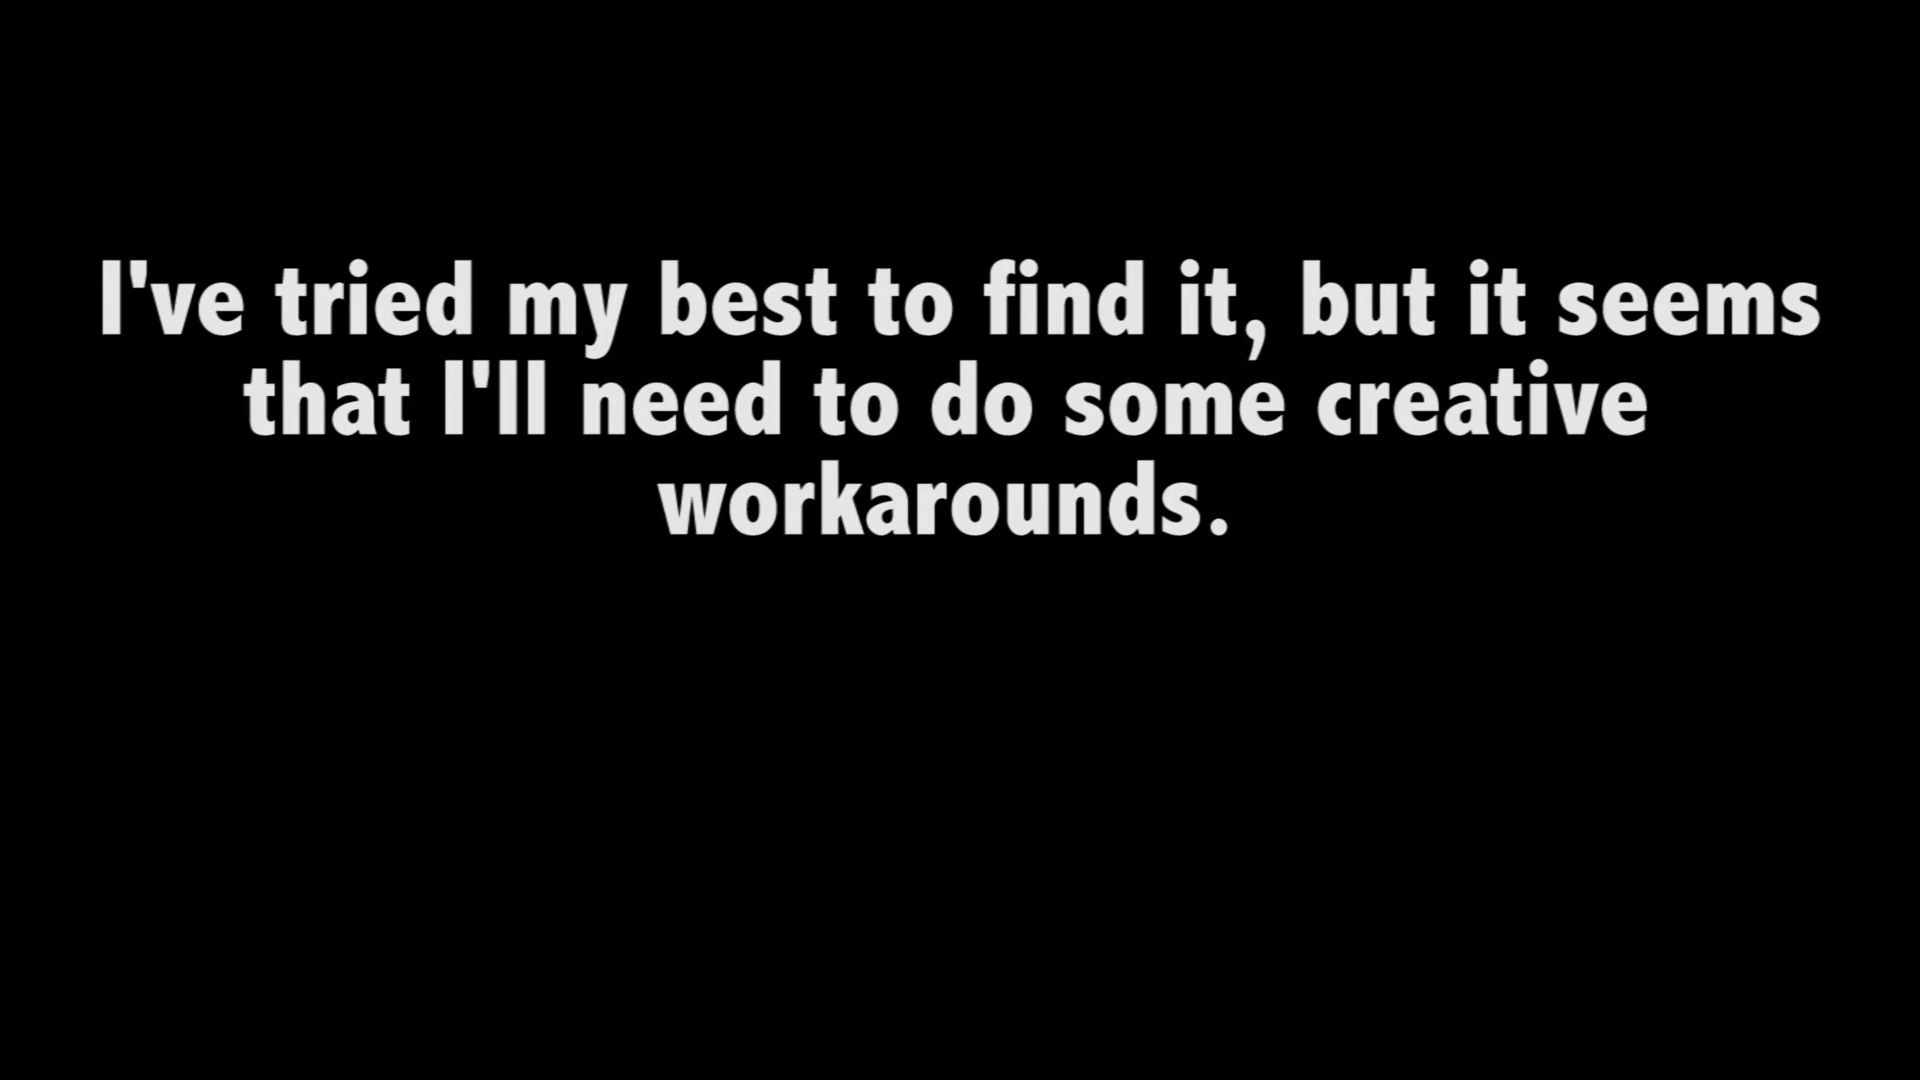 I've tried my best to find it, but it seems
that I'll need to do some creative
workarounds.